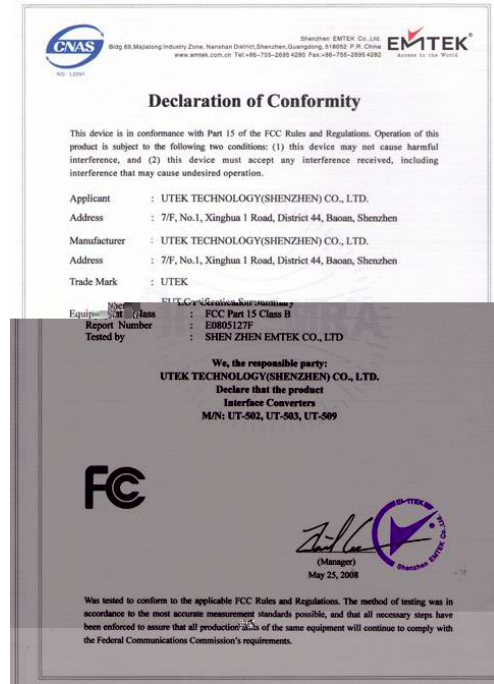 CNAS
NO. L2291
Shenzhen EMTEK Co.,Ltd.
Bldg 69,Majialong Industry Zone, Nanshan District,Shenzhen,Guangdong, 518052 P.R. China
www.emtek.com.cn Tel:+86-755-2695 4280 Fax:+86-755-2695 4282
EMTEK®
Access to the World
Declaration of Conformity
This device is in conformance with Part 15 of the FCC Rules and Regulations. Operation of this
product is subject to the following two conditions: (1) this device may not cause harmful
interference, and (2) this device must accept any interference received, including
interference that may cause undesired operation.
Applicant : UTEK TECHNOLOGY(SHENZHEN) CO., LTD.
Address : 7/F, No.1, Xinghua 1 Road, District 44, Baoan, Shenzhen
Manufacturer : UTEK TECHNOLOGY(SHENZHEN) CO., LTD.
Address : 7/F, No.1, Xinghua 1 Road, District 44, Baoan, Shenzhen
Trade Mark : UTEK
: FCC Part 15 Class B
Report Number : E0805127F
Tested by : SHEN ZHEN EMTEK CO., LTD
We, the responsible party:
UTEK TECHNOLOGY(SHENZHEN) CO., LTD.
Declare that the product
Interface Converters
M/N: UT-502, UT-503, UT-509
FC
EMTEK
Shenzhen EMTEK Co., Ltd.
(Manager)
May 25, 2008
Was tested to conform to the applicable FCC Rules and Regulations. The method of testing was in
accordance to the most accurate measurement standards possible, and that all necessary steps have
been enforced to assure that all production of the same equipment will continue to comply with
the Federal Communications Commission's requirements.